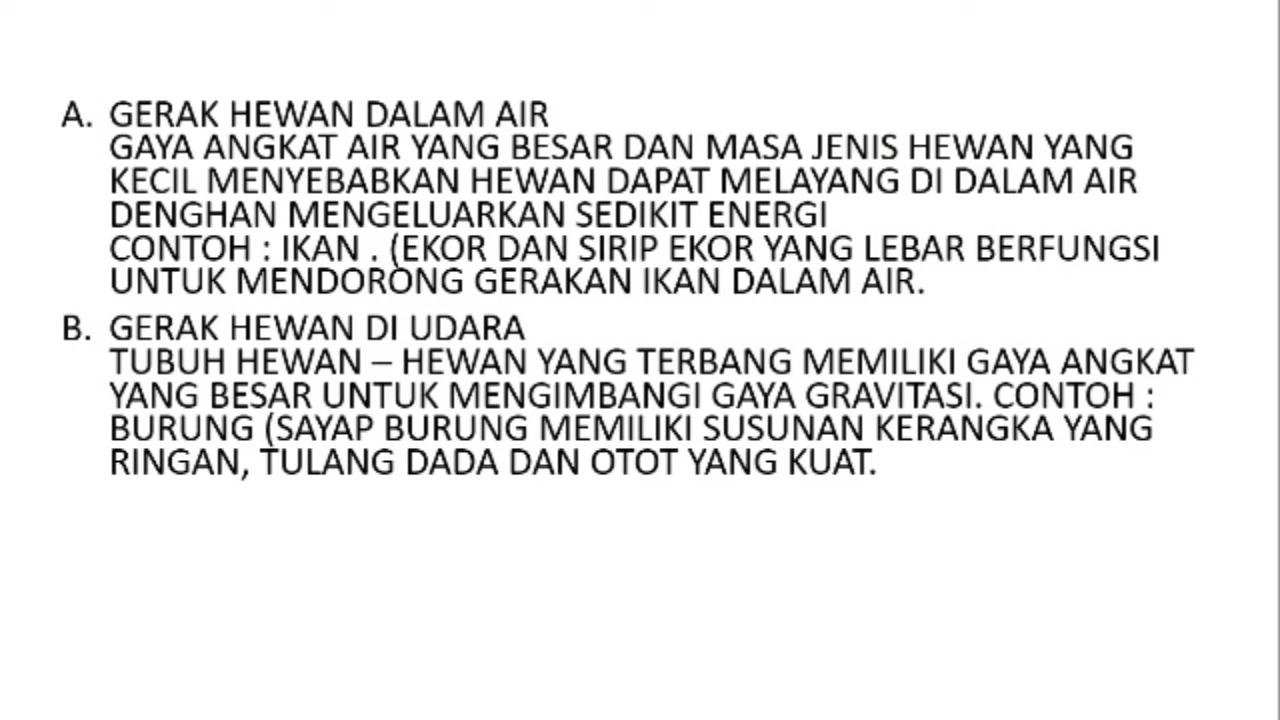 A. GERAK HEWAN DALAM AIR
GAYA ANGKAT AIR YANG BESAR DAN MASA JENIS HEWAN YANG
KECIL MENYEBABKAN HEWAN DAPAT MELAYANG DI DALAM AIR
DENGHAN MENGELUARKAN SEDIKIT ENERGI
CONTOH : IKAN . (EKOR DAN SIRIP EKOR YANG LEBAR BERFUNGSI
UNTUK MENDORONG GERAKAN IKAN DALAM AIR.
B. GERAK HEWAN DI UDARA
TUBUH HEWAN – HEWAN YANG TERBANG MEMILIKI GAYA ANGKAT
YANG BESAR UNTUK MENGIMBANGI GAYA GRAVITASI. CONTOH :
BURUNG (SAYAP BURUNG MEMILIKI SUSUNAN KERANGKA YANG
RINGAN, TULANG DADA DAN OTOT YANG KUAT.